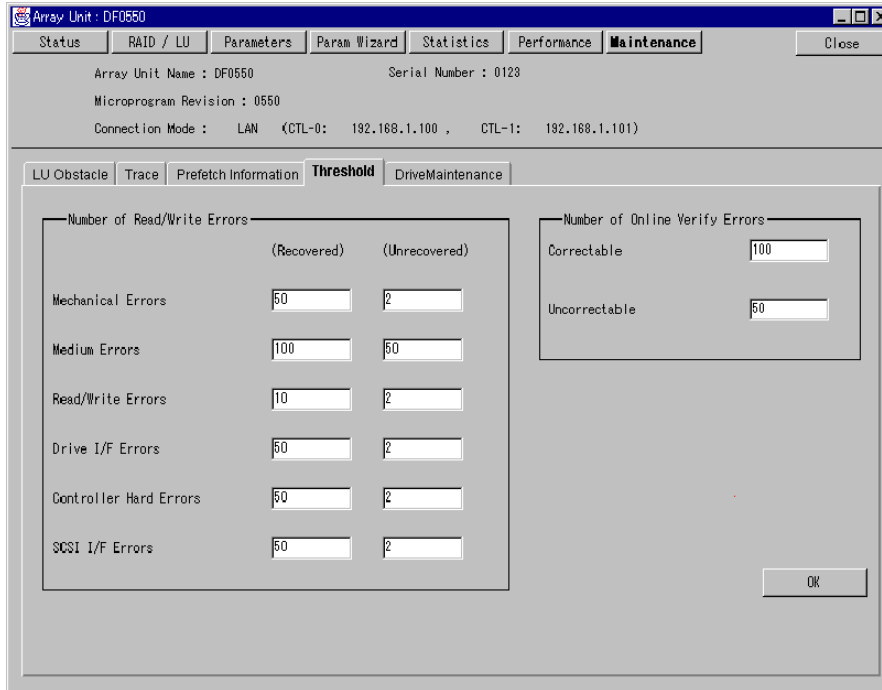 Array Unit : DF0550
Status RAID / LU Parameters Param Wizard Statistics Performance Maintenance Close
Array Unit Name : DF0550 Serial Number : 0123
Microprogram Revision : 0550
Connection Mode : LAN (CTL-0: 192.168.1.100 , CTL-1: 192.168.1.101)
LU Obstacle Trace Prefetch Information Threshold DriveMaintenance
Number of Read/Write Errors Number of Online Verify Errors
(Recovered) (Unrecovered) Correctable 100
Mechanical Errors 50 2 Uncorrectable 50
Medium Errors 100 50
Read/Write Errors 10 2
Drive I/F Errors 50 2
Controller Hard Errors 50 2
SCSI I/F Errors 50 2
OK